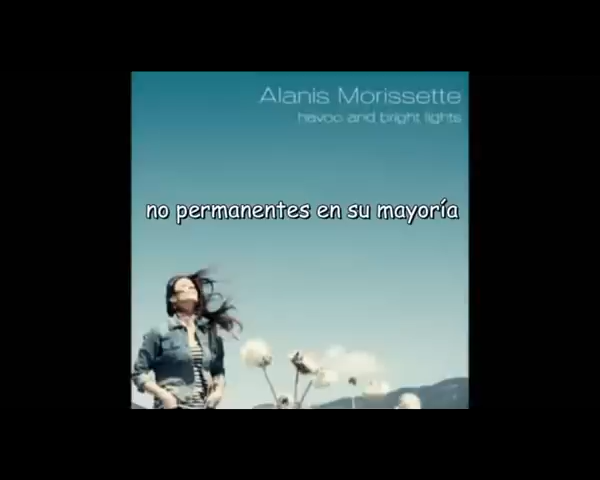 Alanis Morissette
havoc and bright lights
no permanentes en su mayoría